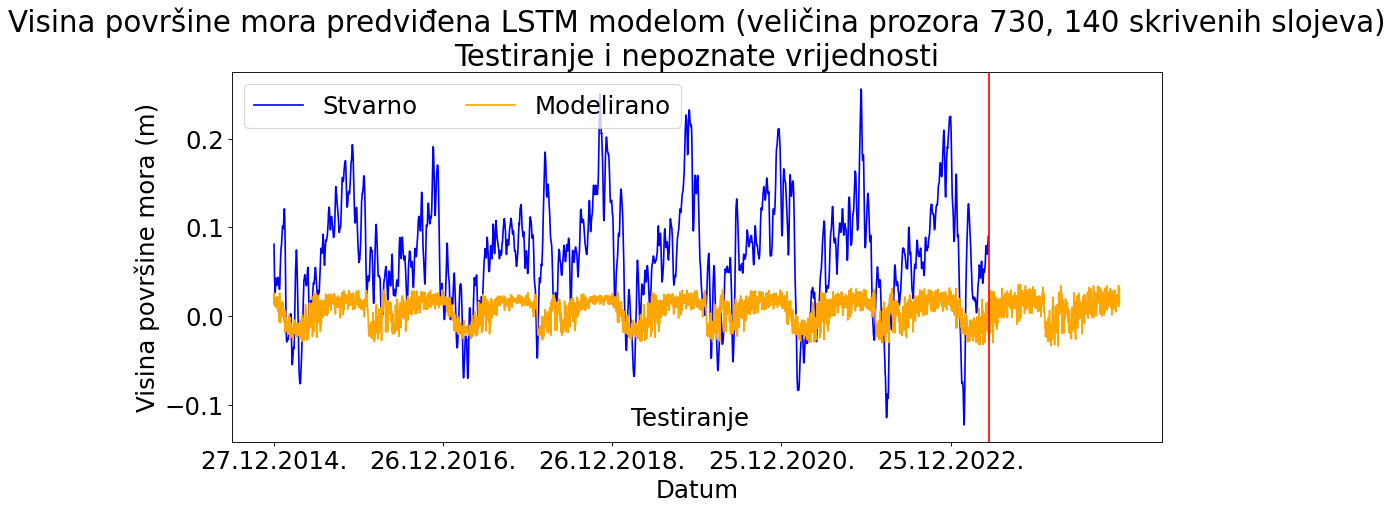 Visina površine mora predviđena LSTM modelom (veličina prozora 730, 140 skrivenih slojeva)
Testiranje i nepoznate vrijednosti
Stvarno Modelirano
Visina površine mora (m)
0.2
0.1
0.0
−0.1
Testiranje
27.12.2014. 26.12.2016. 26.12.2018. 25.12.2020. 25.12.2022.
Datum